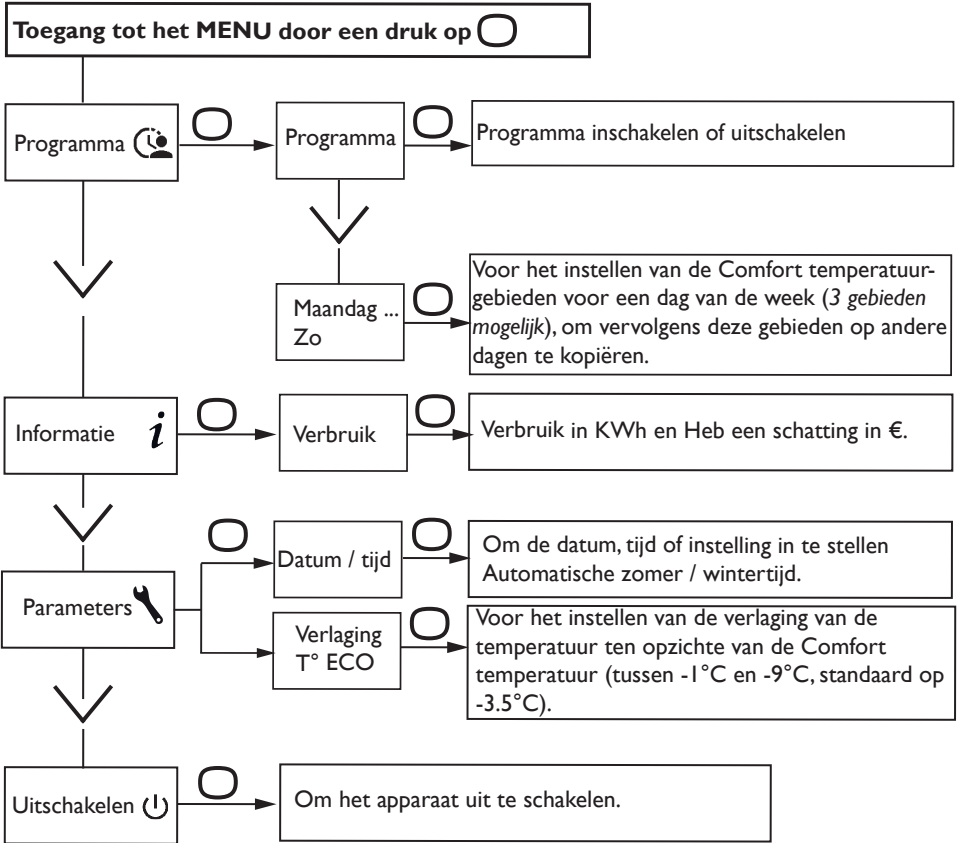 Toegang tot het MENU door een druk op
Programma
Programma
Programma inschakelen of uitschakelen
Maandag ...
Zo
Voor het instellen van de Comfort temperatuur-
gebieden voor een dag van de week (3 gebieden
mogelijk), om vervolgens deze gebieden op andere
dagen te kopiëren.
Informatie i
Verbruik
Verbruik in KWh en Heb een schatting in €.
Parameters
Datum / tijd
Om de datum, tijd of instelling in te stellen
Automatische zomer / wintertijd.
Verlaging
T° ECO
Voor het instellen van de verlaging van de
temperatuur ten opzichte van de Comfort
temperatuur (tussen -1°C en -9°C, standaard op
-3.5°C).
Uitschakelen
Om het apparaat uit te schakelen.